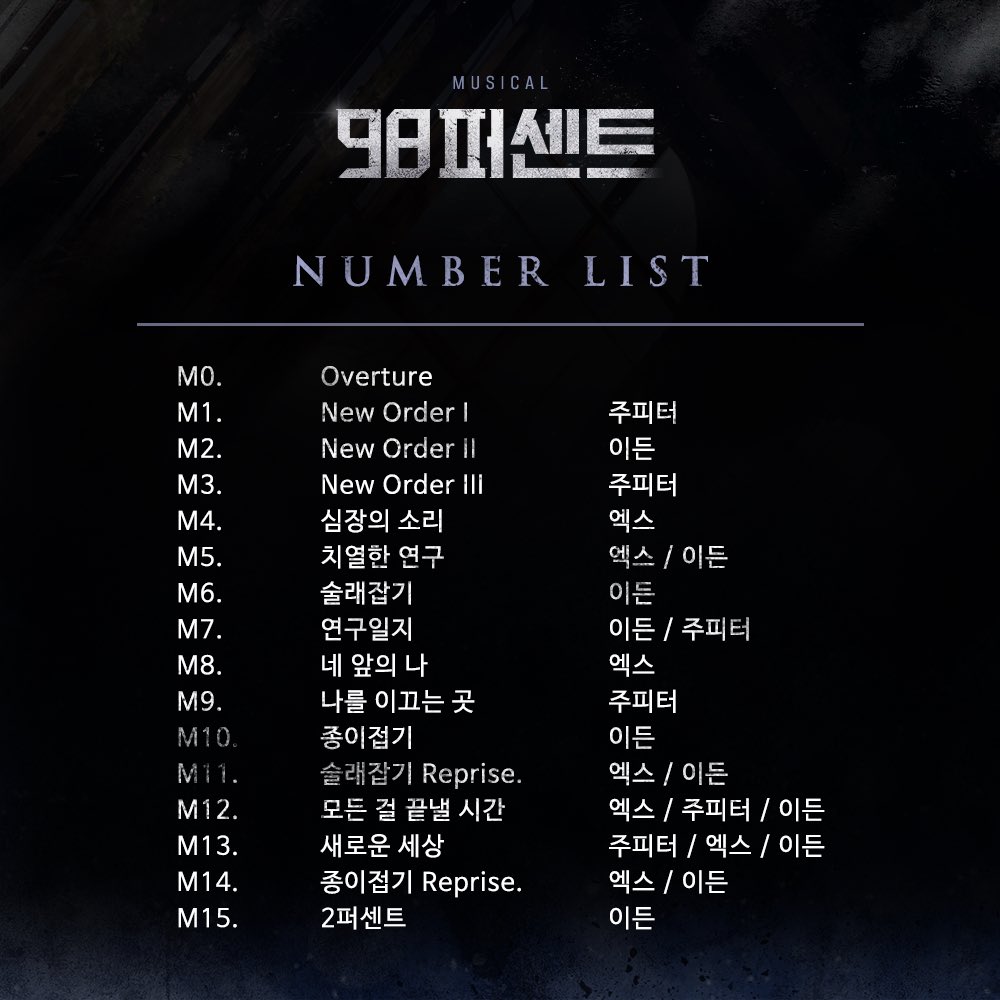 MUSICAL
98퍼센트
NUMBER LIST
M0. Overture
M1. New Order I 주피터
M2. New Order II 이든
M3. New Order III 주피터
M4. 심장의 소리 엑스
M5. 치열한 연구 엑스 / 이든
M6. 술래잡기 이든
M7. 연구일지 이든 / 주피터
M8. 네 앞의 나 엑스
M9. 나를 이끄는 곳 주피터
M10. 종이접기 이든
M11. 술래잡기 Reprise. 엑스 / 이든
M12. 모든 걸 끝낼 시간 엑스 / 주피터 / 이든
M13. 새로운 세상 주피터 / 엑스 / 이든
M14. 종이접기 Reprise. 엑스 / 이든
M15. 2퍼센트 이든